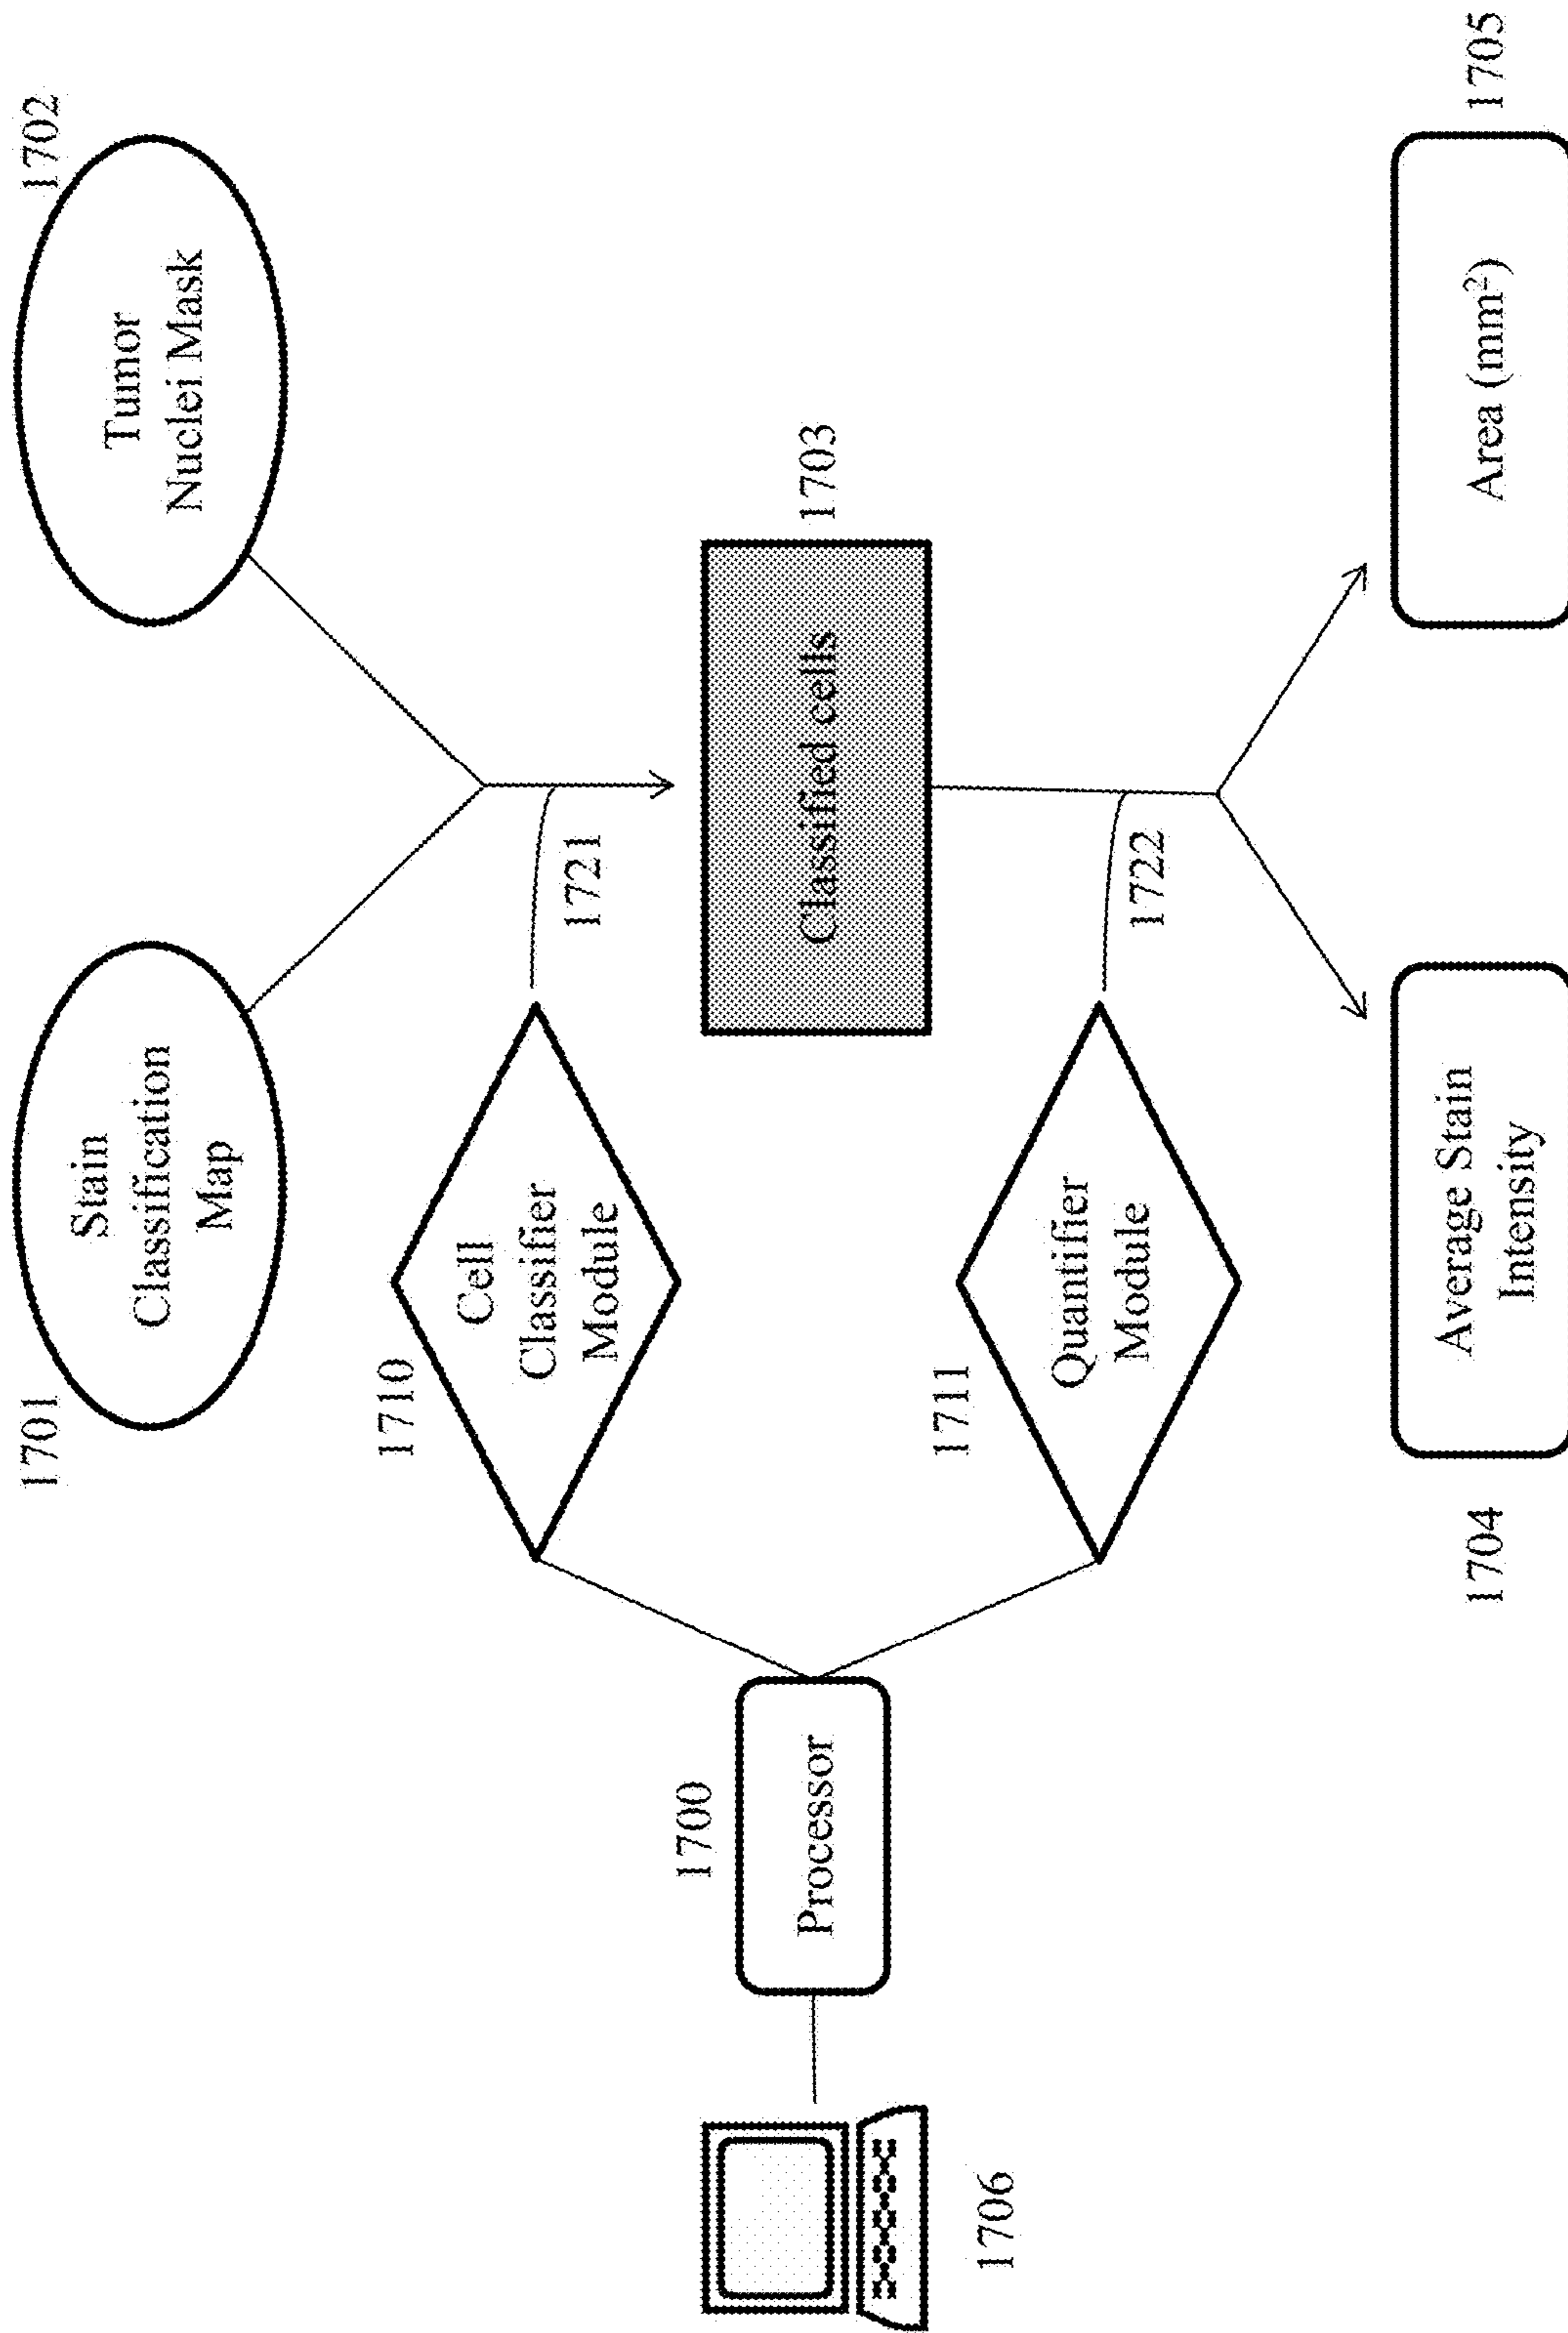 1701
Stain
Classification
Map
1702
Tumor
Nuclei Mask
1710
Cell
Classifier
Module
1721
1700
Processor
1706
1703
Classified cells
1711
Quantifier
Module
1722
1704
Average Stain
Intensity
1705
Area (mm²)